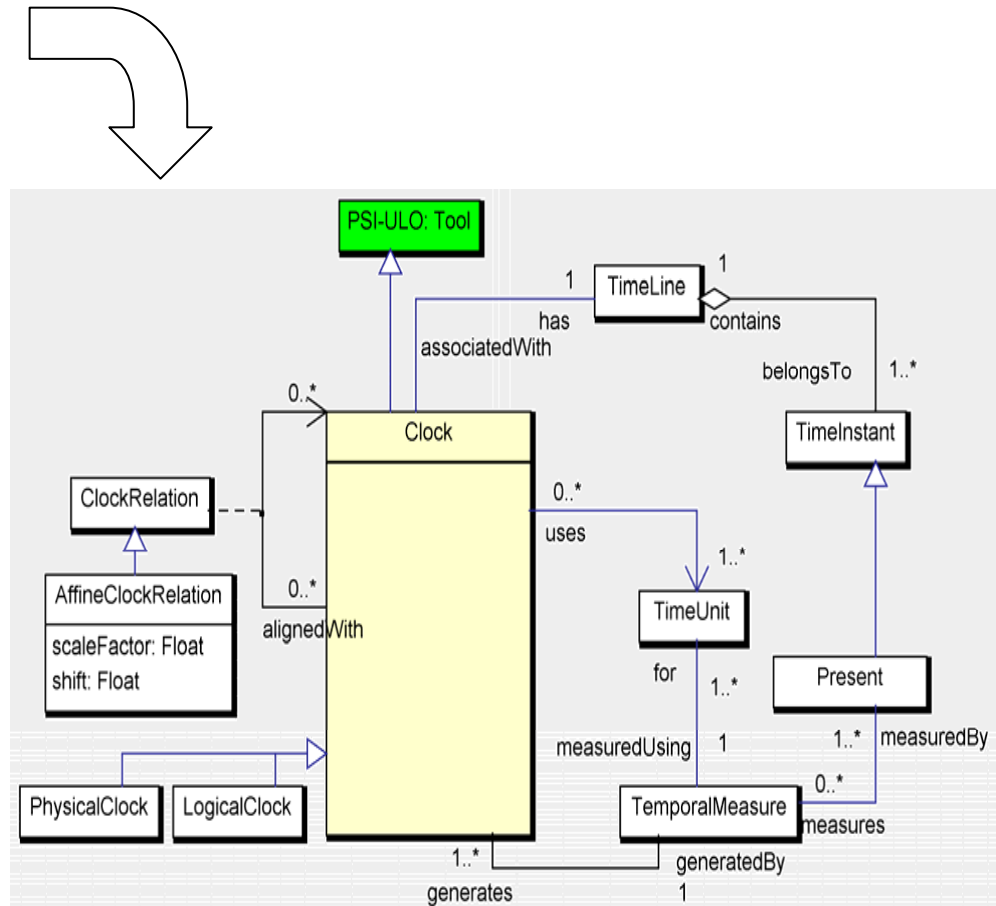 PSI-ULO: Tool
1
TimeLine
1
has
contains
associatedWith
belongsTo
1..*
0..*
Clock
TimeInstant
ClockRelation
0..*
uses
1..*
AffineClockRelation
0..*
TimeUnit
alignedWith
scaleFactor: Float
shift: Float
for
1..*
Present
measuredUsing
1
1..*
measuredBy
0..*
PhysicalClock
LogicalClock
TemporalMeasure
measures
1..*
generatedBy
generates
1